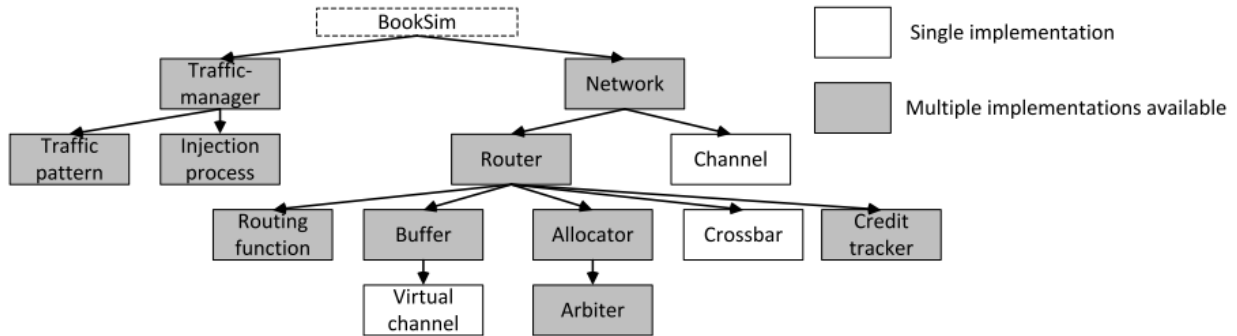 BookSim
Single implementation
Traffic-
manager
Network
Multiple implementations available
Traffic
pattern
Injection
process
Router
Channel
Routing
function
Buffer
Allocator
Crossbar
Credit
tracker
Virtual
channel
Arbiter